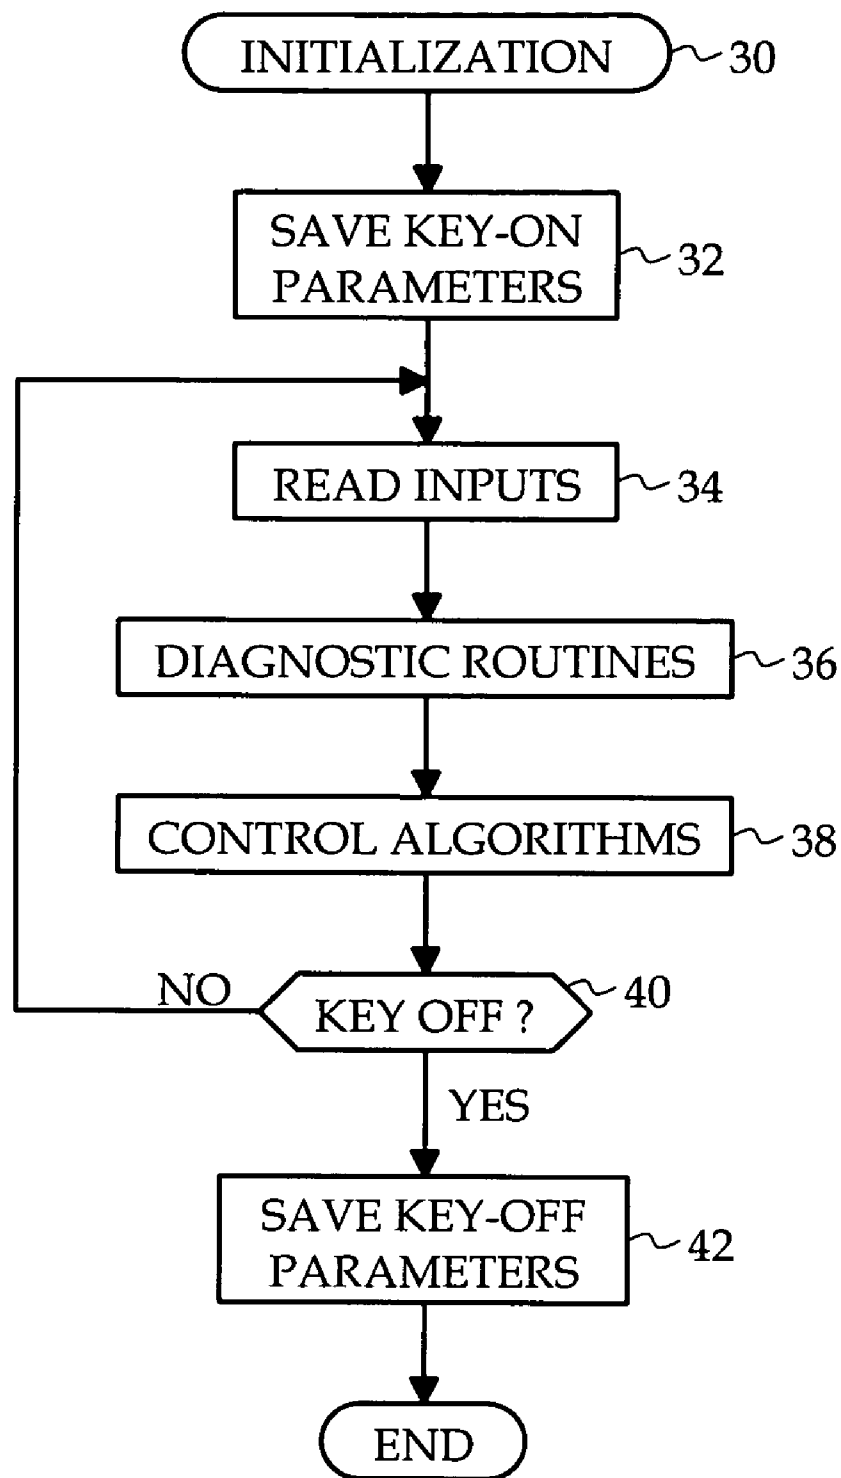 INITIALIZATION 30
SAVE KEY-ON
PARAMETERS
32
READ INPUTS 34
DIAGNOSTIC ROUTINES 36
CONTROL ALGORITHMS 38
NO
KEY OFF ? 40
YES
SAVE KEY-OFF
PARAMETERS
42
END